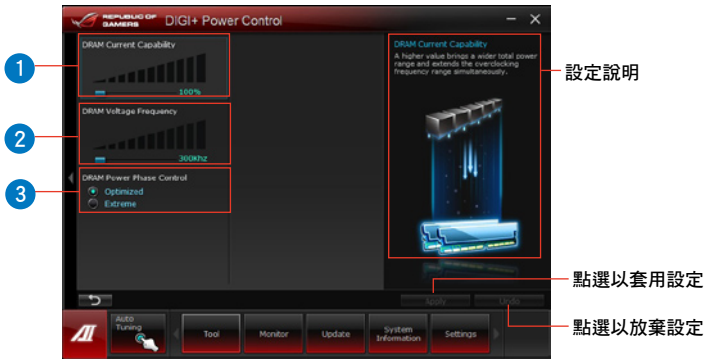 REPUBLIC OF
GAMERS
DIGI+ Power Control
DRAM Current Capability
100%
DRAM Voltage Frequency
300Khz
DRAM Power Phase Control
Optimized
Extreme
DRAM Current Capability
A higher value brings a wider total power
range and extends the overclocking
frequency range simultaneously.
1
2
3
設定說明
點選以套用設定
點選以放棄設定
Apply
Undo
Auto
Tuning
Tool
Monitor
Update
System
Information
Settings